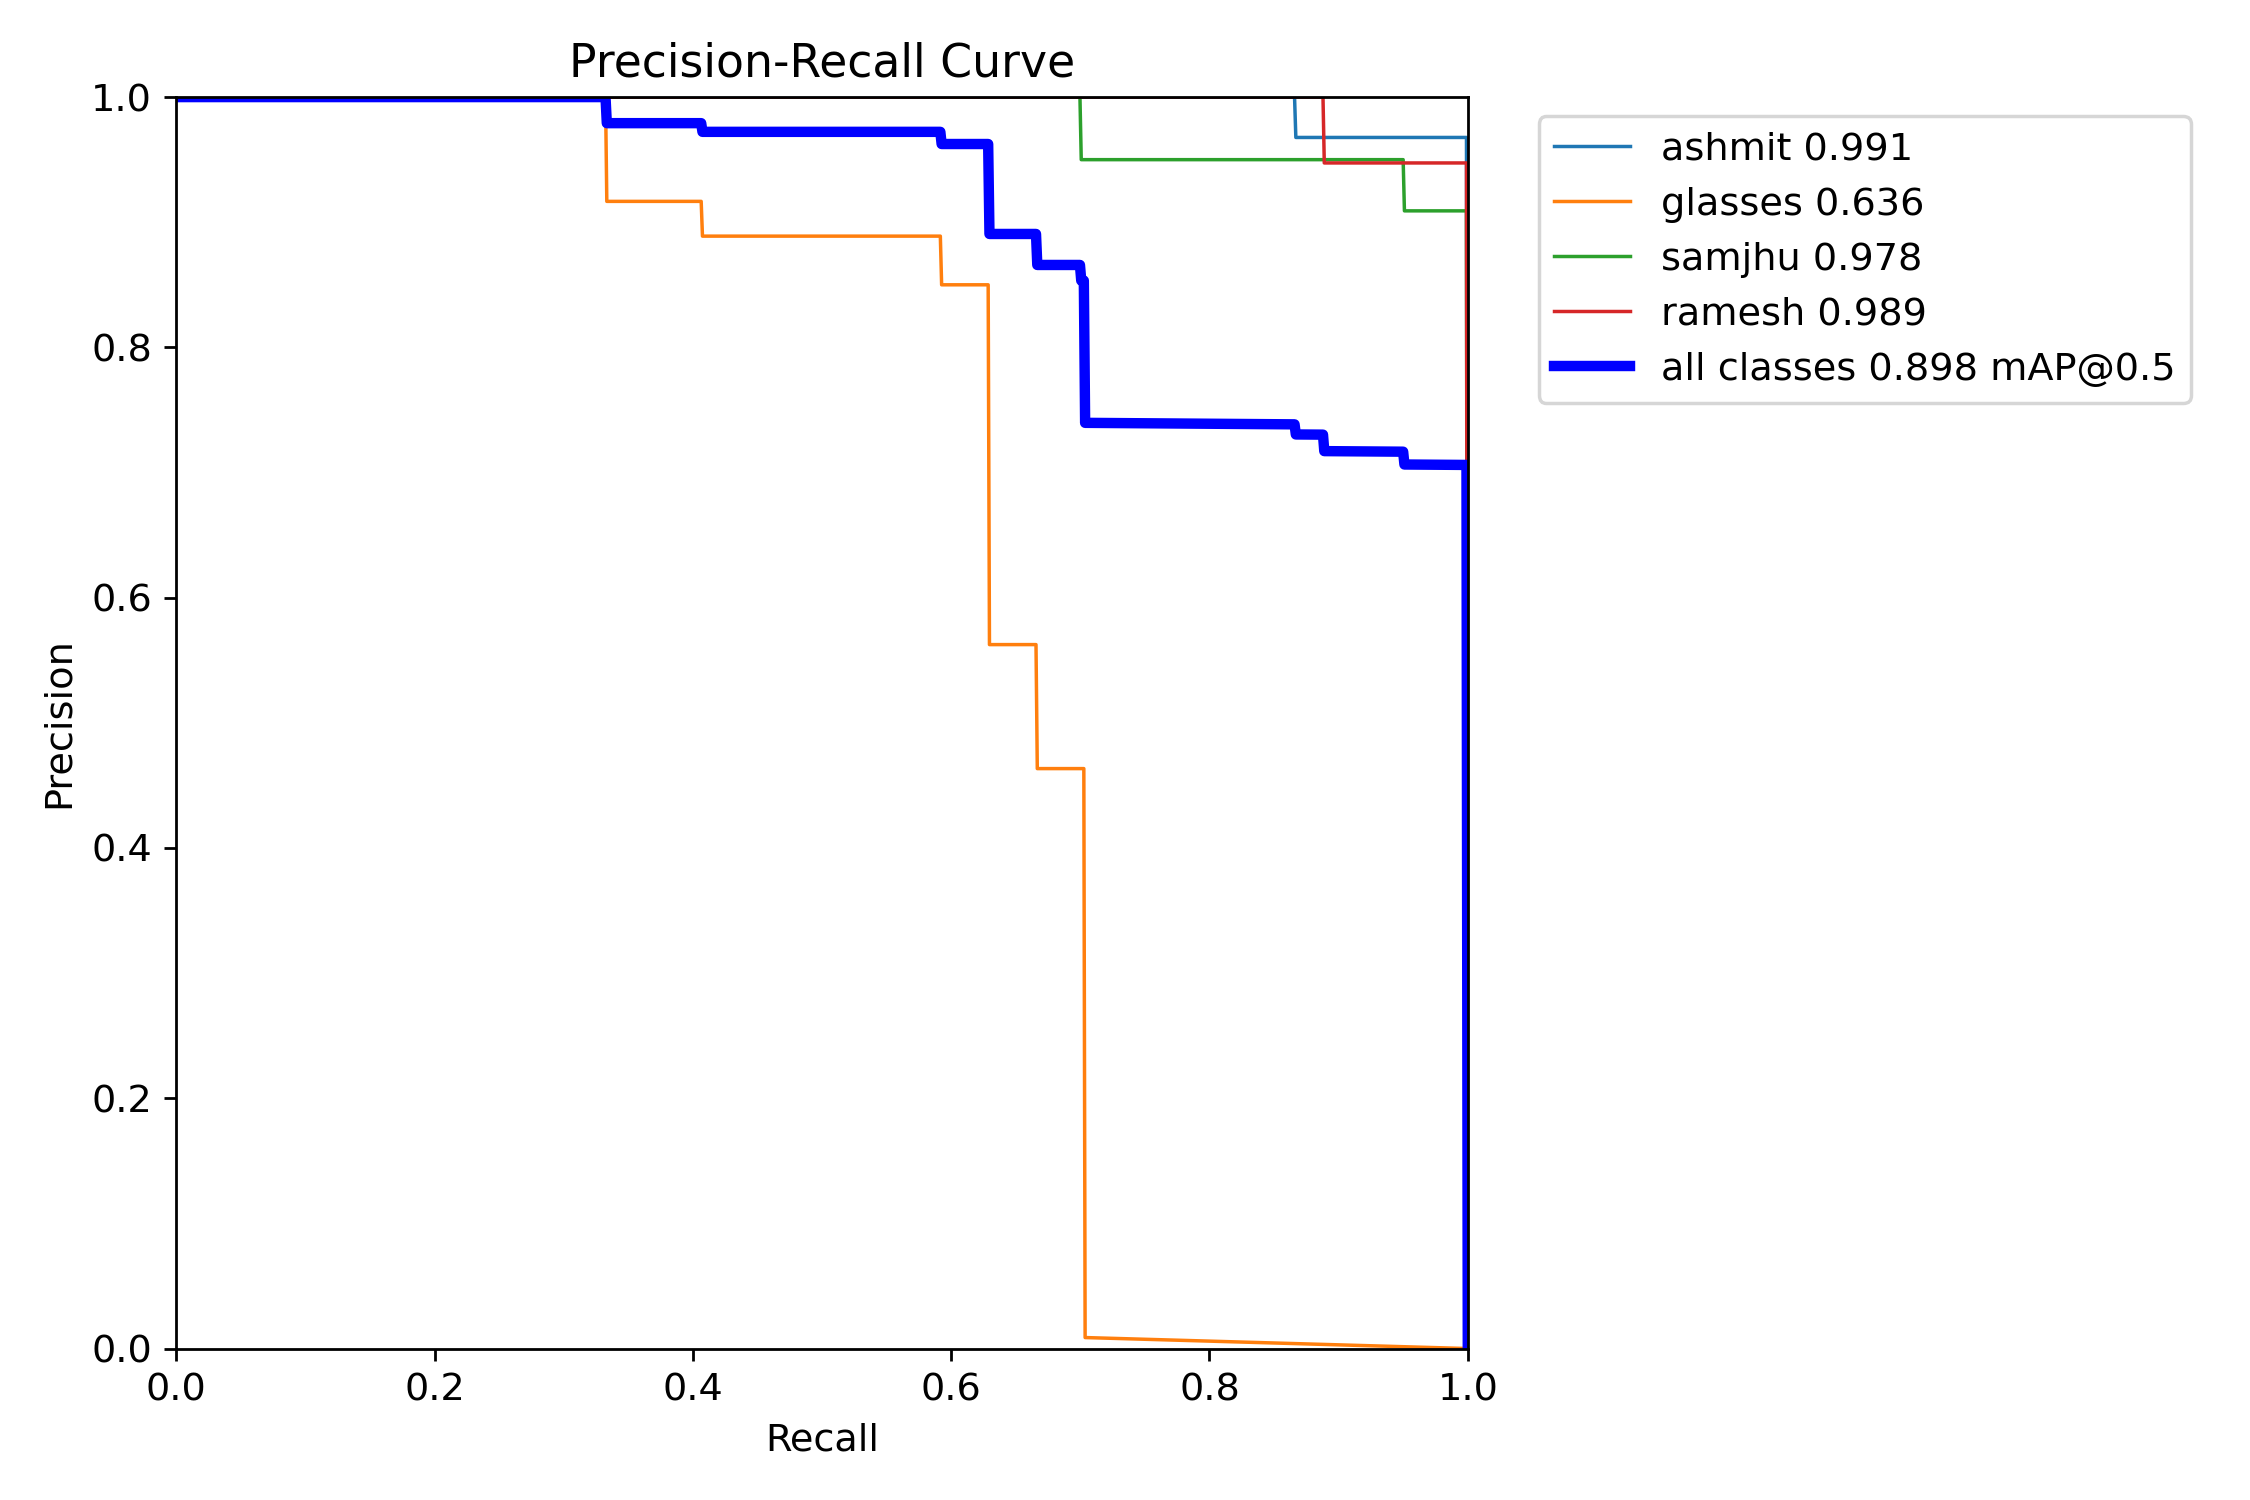 Precision-Recall Curve
1.0
0.8
0.6
0.4
0.2
0.0
Precision
0.0 0.2 0.4 0.6 0.8 1.0
Recall
ashmit 0.991
glasses 0.636
samjhu 0.978
ramesh 0.989
all classes 0.898 mAP@0.5